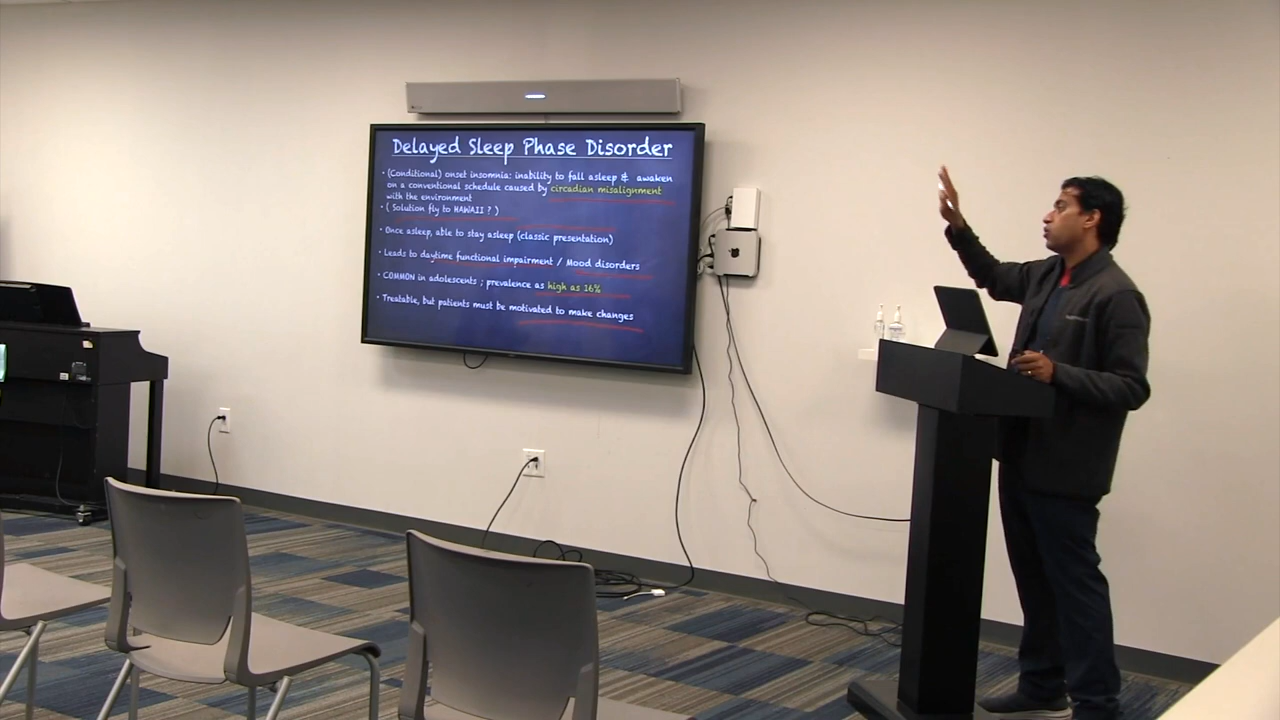 Delayed Sleep Phase Disorder
• (Conditional) onset insomnia: inability to fall asleep & awaken
on a conventional schedule caused by circadian misalignment
with the environment
• ( Solution fly to HAWAII ? )
• Once asleep, able to stay asleep (classic presentation)
• Leads to daytime functional impairment / Mood disorders
• COMMON in adolescents ; prevalence as high as 16%
• Treatable, but patients must be motivated to make changes